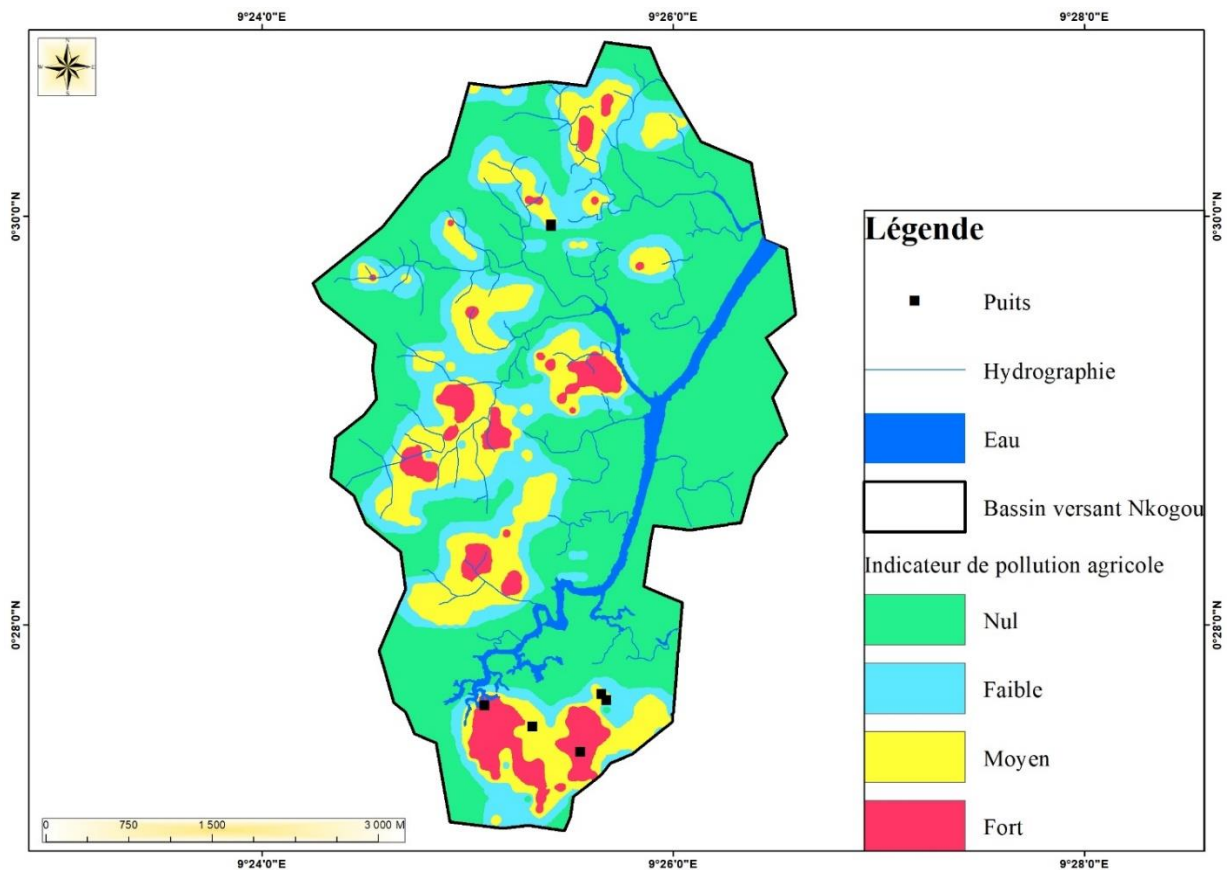 9°24'0"E 9°26'0"E 9°28'0"E
N
W E
S
0°30'0"N 0°30'0"N
Légende
Puits
Hydrographie
Eau
Bassin versant Nkogou
Indicateur de pollution agricole
Nul
0°28'0"N 0°28'0"N
Faible
Moyen
Fort
0 750 1 500 3 000 M
9°24'0"E 9°26'0"E 9°28'0"E